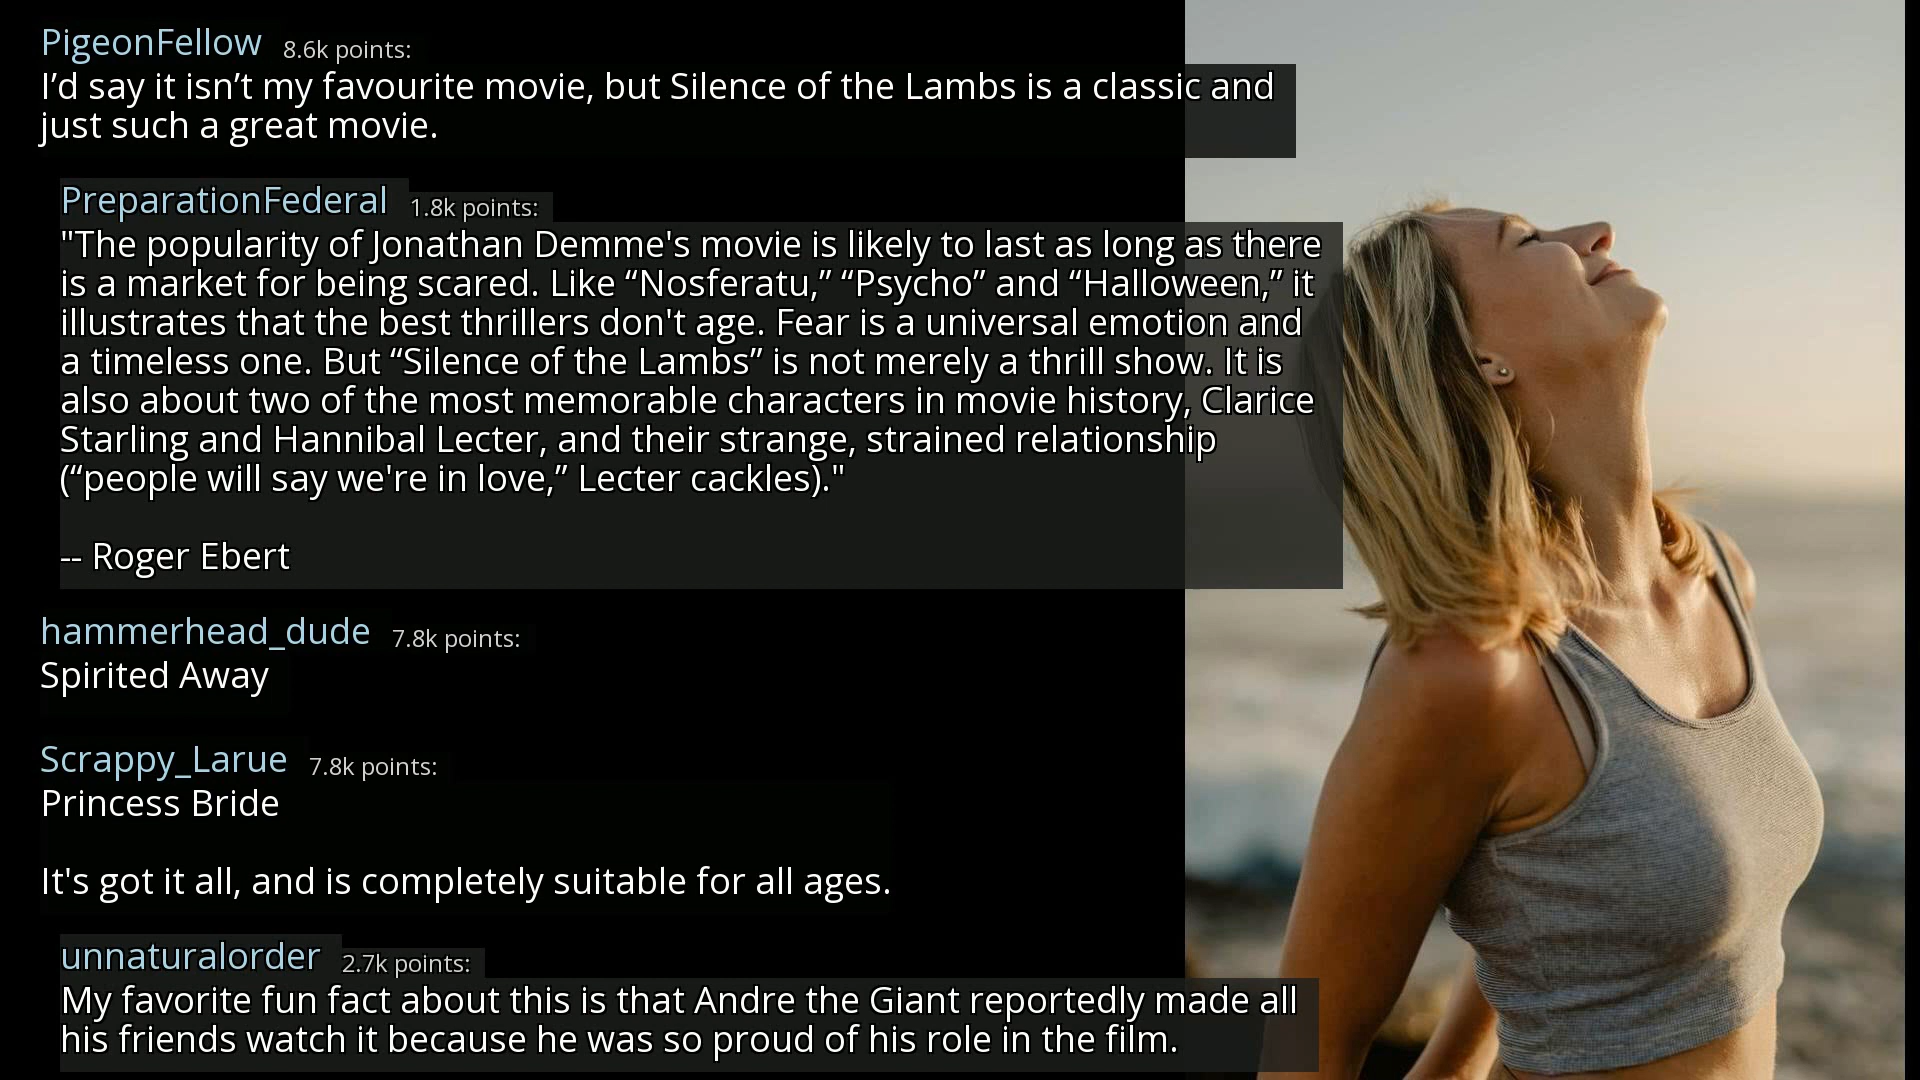 PigeonFellow 8.6k points:
I’d say it isn’t my favourite movie, but Silence of the Lambs is a classic and
just such a great movie.
PreparationFederal 1.8k points:
"The popularity of Jonathan Demme's movie is likely to last as long as there
is a market for being scared. Like “Nosferatu,” “Psycho” and “Halloween,” it
illustrates that the best thrillers don't age. Fear is a universal emotion and
a timeless one. But “Silence of the Lambs” is not merely a thrill show. It is
also about two of the most memorable characters in movie history, Clarice
Starling and Hannibal Lecter, and their strange, strained relationship
(“people will say we're in love,” Lecter cackles)."
-- Roger Ebert
hammerhead_dude 7.8k points:
Spirited Away
Scrappy_Larue 7.8k points:
Princess Bride
It's got it all, and is completely suitable for all ages.
unnaturalorder 2.7k points:
My favorite fun fact about this is that Andre the Giant reportedly made all
his friends watch it because he was so proud of his role in the film.